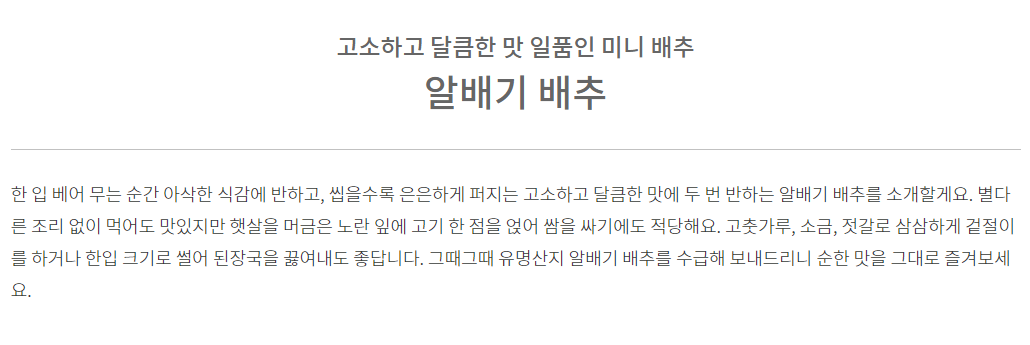 고소하고 달큼한 맛 일품인 미니 배추
알배기 배추
한 입 베어 무는 순간 아삭한 식감에 반하고, 씹을수록 은은하게 퍼지는 고소하고 달큼한 맛에 두 번 반하는 알배기 배추를 소개할게요. 별다
른 조리 없이 먹어도 맛있지만 햇살을 머금은 노란 잎에 고기 한 점을 얹어 쌈을 싸기에도 적당해요. 고춧가루, 소금, 젓갈로 삼삼하게 겉절이
를 하거나 한입 크기로 썰어 된장국을 끓여내도 좋답니다. 그때그때 유명산지 알배기 배추를 수급해 보내드리니 순한 맛을 그대로 즐겨보세
요.